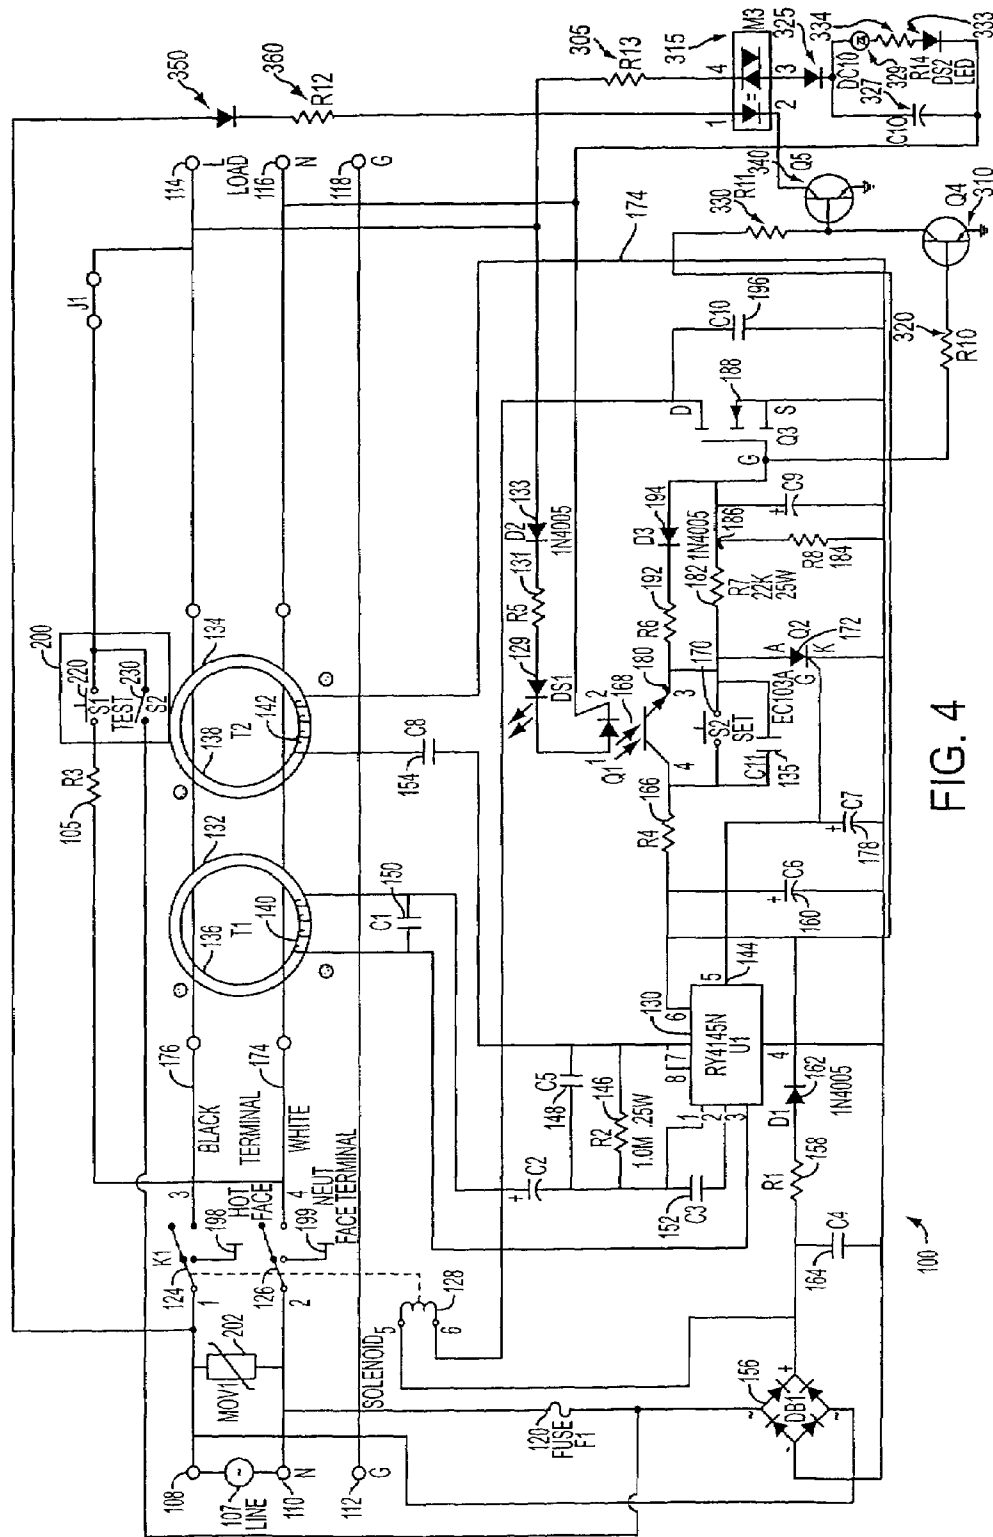 350
360
R12
305
R13
315
M3
325
334
333
4
3
1
2
DC10
327
329
R14
DS2
LED
C10
114
L
LOAD
116
N
118
G
J1
340
Q5
R11
330
Q4
310
174
320
R10
C10
196
D
188
S
Q3
G
200
220
S1
TEST
230
S2
134
138
T2
142
R3
105
132
136
T1
140
154
C8
C1
150
D2
133
1N4005
131
R5
129
DS1
2
1
Q1
168
180
D3
194
1N4005
192
R6
186
182
R7
22K
25W
C9
R8
184
3
170
4
S2
SET
C11
135
EC103A
A
Q2
G
K
172
166
R4
C7
178
C6
160
5
144
130
6
RY4145N
U1
7
8
1
2
3
4
176
BLACK
TERMINAL
174
WHITE
C5
148
146
R2
1.0M .25W
C2
152
C3
162
D1
1N4005
158
R1
C4
164
100
K1
124
3
198
HOT
FACE
126
4
199
NEUT
FACE TERMINAL
1
2
202
MOV1
SOLENOID
5
6
128
120
FUSE
F1
156
DB1
+
-
~
~
108
107
LINE
110
N
112
G
FIG. 4